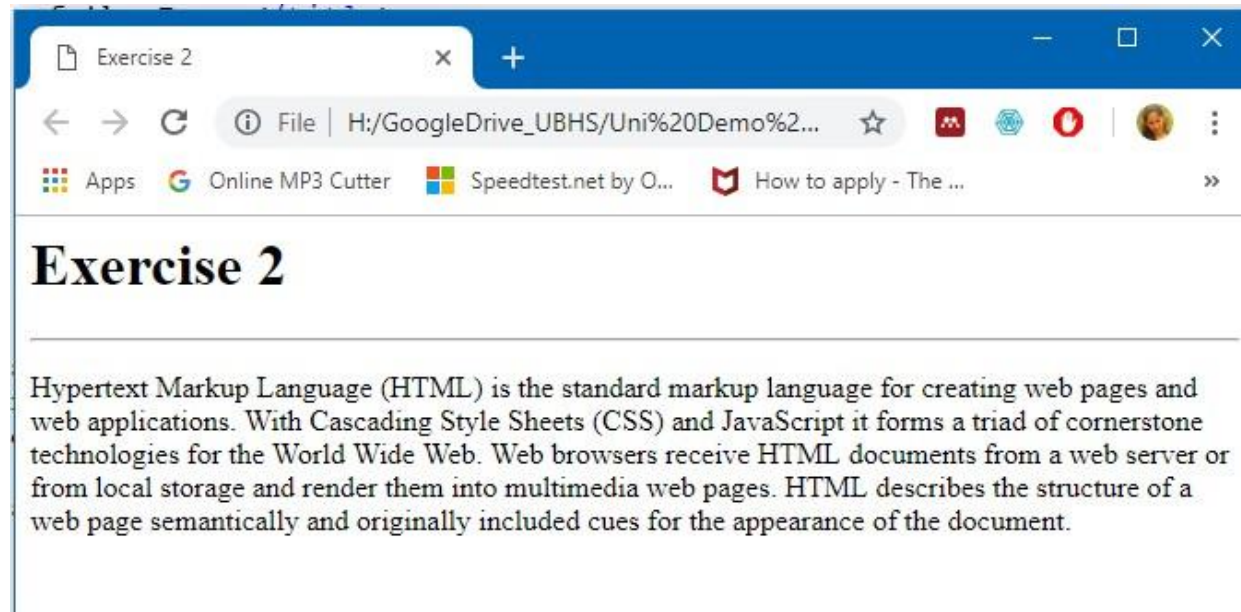 Exercise 2
File | H:/GoogleDrive_UBHS/Uni%20Demo%2...
Apps Online MP3 Cutter Speedtest.net by O... How to apply - The ... »
Exercise 2
Hypertext Markup Language (HTML) is the standard markup language for creating web pages and
web applications. With Cascading Style Sheets (CSS) and JavaScript it forms a triad of cornerstone
technologies for the World Wide Web. Web browsers receive HTML documents from a web server or
from local storage and render them into multimedia web pages. HTML describes the structure of a
web page semantically and originally included cues for the appearance of the document.